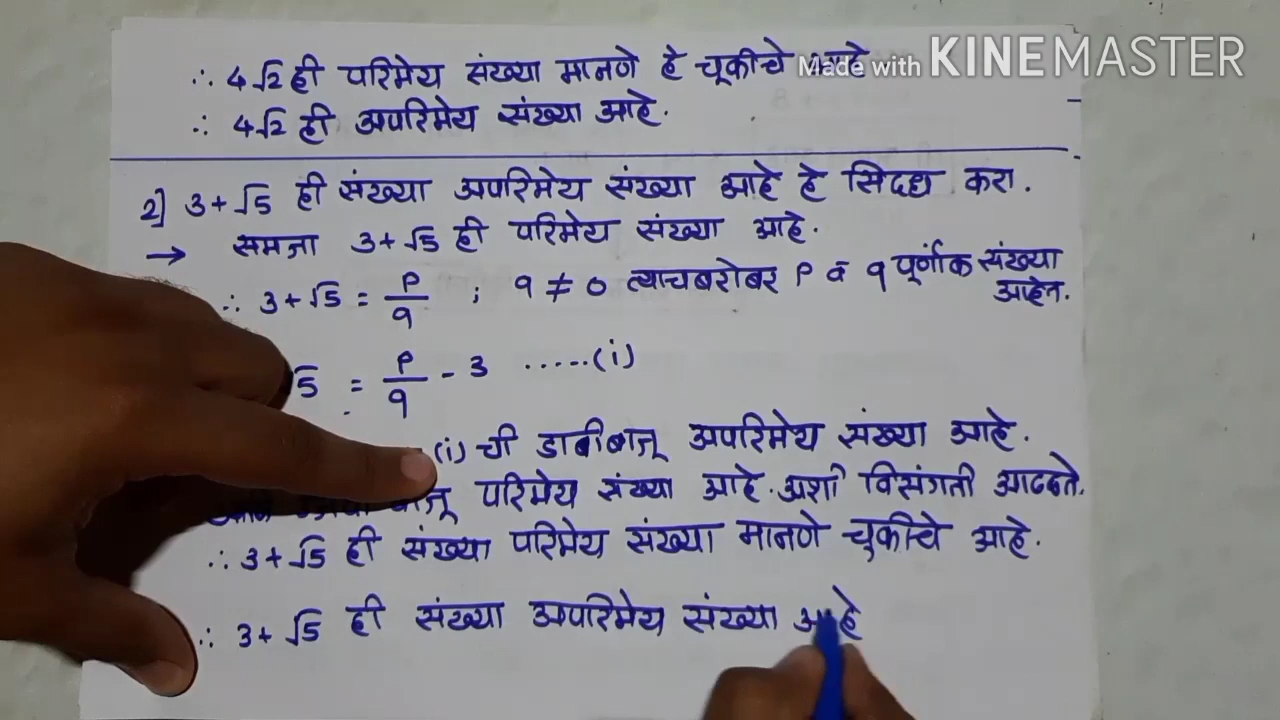 ∴ 4√2 ही परिमेय संख्या मानणे हे चूकीचे आहे
Made with KINEMASTER
∴ 4√2 ही अपरिमेय संख्या आहे.
2] 3+√5 ही संख्या अपरिमेय संख्या आहे हे सिद्ध करा.
→ समजा 3+√5 ही परिमेय संख्या आहे.
∴ 3+√5 = p/q ; q ≠ 0 त्याचबरोबर p व q पूर्णांक संख्या आहेत.
√5 = p/q - 3 .....(i)
(i) ची डाबीबाजू अपरिमेय संख्या आहे.
बाजू परिमेय संख्या आहे. अशी विसंगती आढळते.
∴ 3+√5 ही संख्या परिमेय संख्या मानणे चुकीचे आहे.
∴ 3+√5 ही संख्या अपरिमेय संख्या आहे